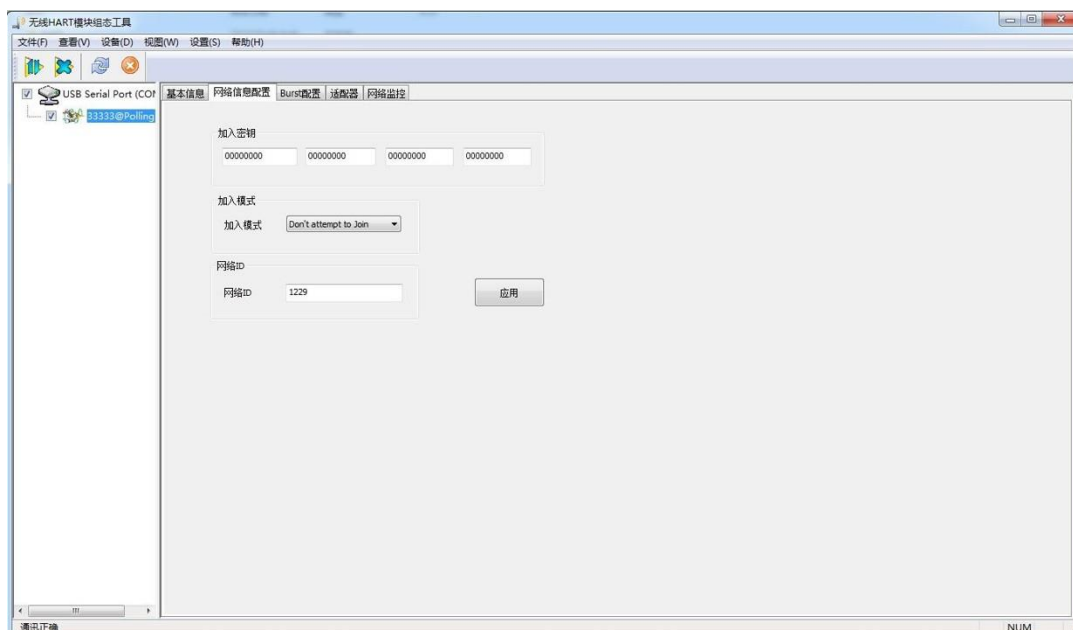 无线HART模块组态工具
文件(F) 查看(V) 设备(D) 视图(W) 设置(S) 帮助(H)
USB Serial Port (COM
33333@Polling
基本信息 网络信息配置 Burst配置 适配器 网络监控
加入密钥
00000000 00000000 00000000 00000000
加入模式
加入模式 Don't attempt to Join
网络ID
网络ID 1229
应用
通讯正确 NUM